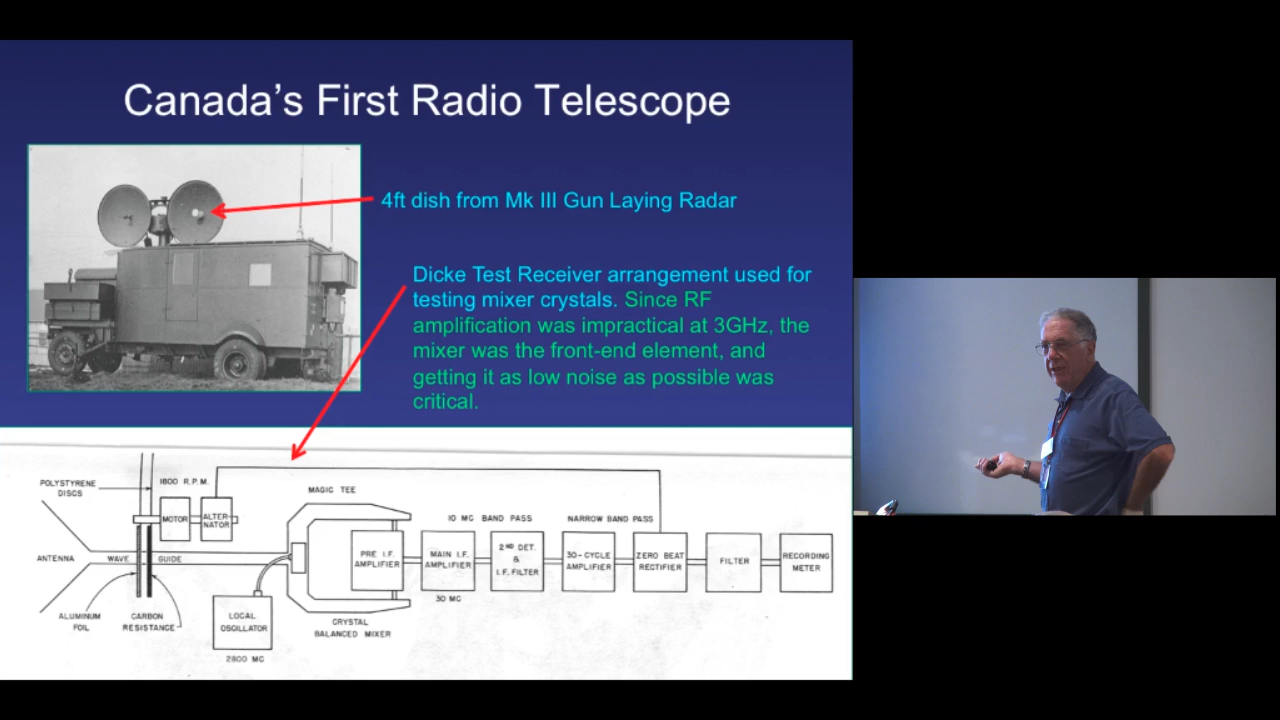 Canada's First Radio Telescope
4ft dish from Mk III Gun Laying Radar
Dicke Test Receiver arrangement used for
testing mixer crystals. Since RF
amplification was impractical at 3GHz, the
mixer was the front-end element, and
getting it as low noise as possible was
critical.
POLYSTYRENE
DISCS
1800 R.P.M.
MOTOR
ALTER-
NATOR
MAGIC TEE
10 MC BAND PASS
NARROW BAND PASS
ANTENNA
WAVE GUIDE
PRE I.F.
AMPLIFIER
MAIN I.F.
AMPLIFIER
30 MC
2ND DET.
&
I.F. FILTER
30-CYCLE
AMPLIFIER
ZERO BEAT
RECTIFIER
FILTER
RECORDING
METER
ALUMINUM
FOIL
CARBON
RESISTANCE
LOCAL
OSCILLATOR
2800 MC
CRYSTAL
BALANCED MIXER